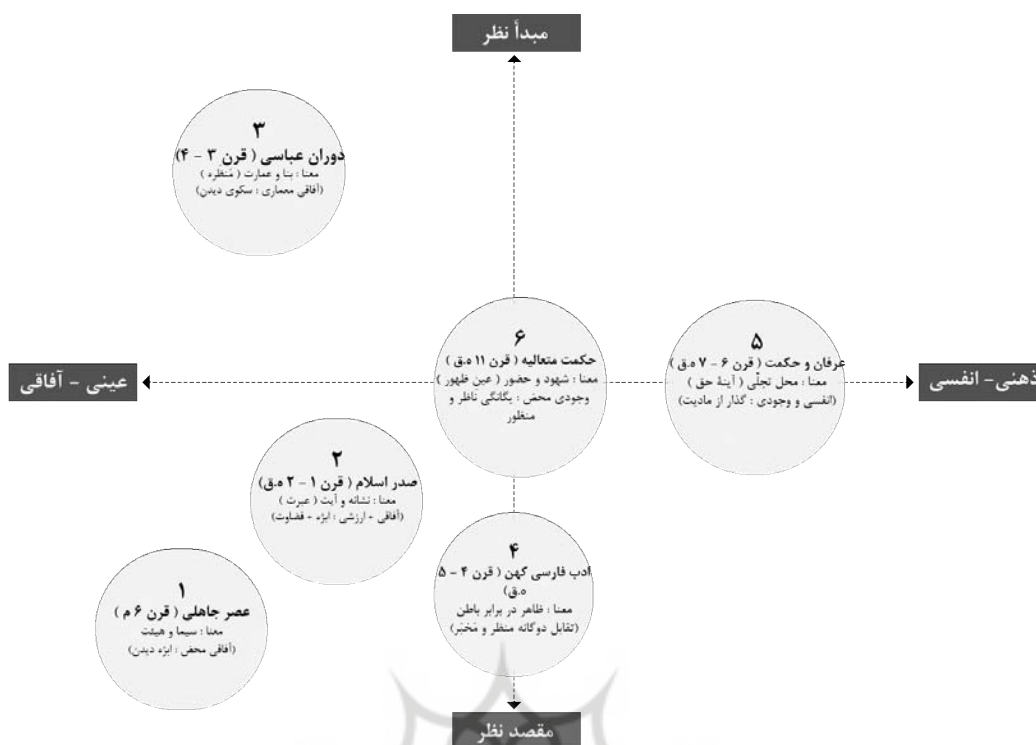 مبدأ نظر
۳
دوران عباسی ( قرن ۳ - ۴)
معنا : بنا و عمارت ( مَنظَره )
(آفاقی معماری : سکوی دیدن)
۶
حکمت متعالیه ( قرن ۱۱ ه.ق )
معنا : شهود و حضور ( عین ظهور )
وجودی محض : یگانگی ناظر و
منظور
۵
عرفان و حکمت ( قرن ۶ - ۷ ه.ق )
معنا : محل تجلّی ( آینهٔ حق )
(انفسی و وجودی : گذار از مادیت)
ذهنی- انفسی
عینی - آفاقی
۲
صدر اسلام ( قرن ۱ - ۲ ه.ق)
معنا : نشانه و آیت ( عبرت )
(آفاقی + ارزشی : ابژه + قضاوت)
۴
ادب فارسی کهن ( قرن ۴ - ۵
ه.ق)
معنا : ظاهر در برابر باطن
(تقابل دوگانه منظر و مَخبَر)
۱
عصر جاهلی ( قرن ۶ م )
معنا : سیما و هیئت
(آفاقی محض : ابژه دیدن)
مقصد نظر